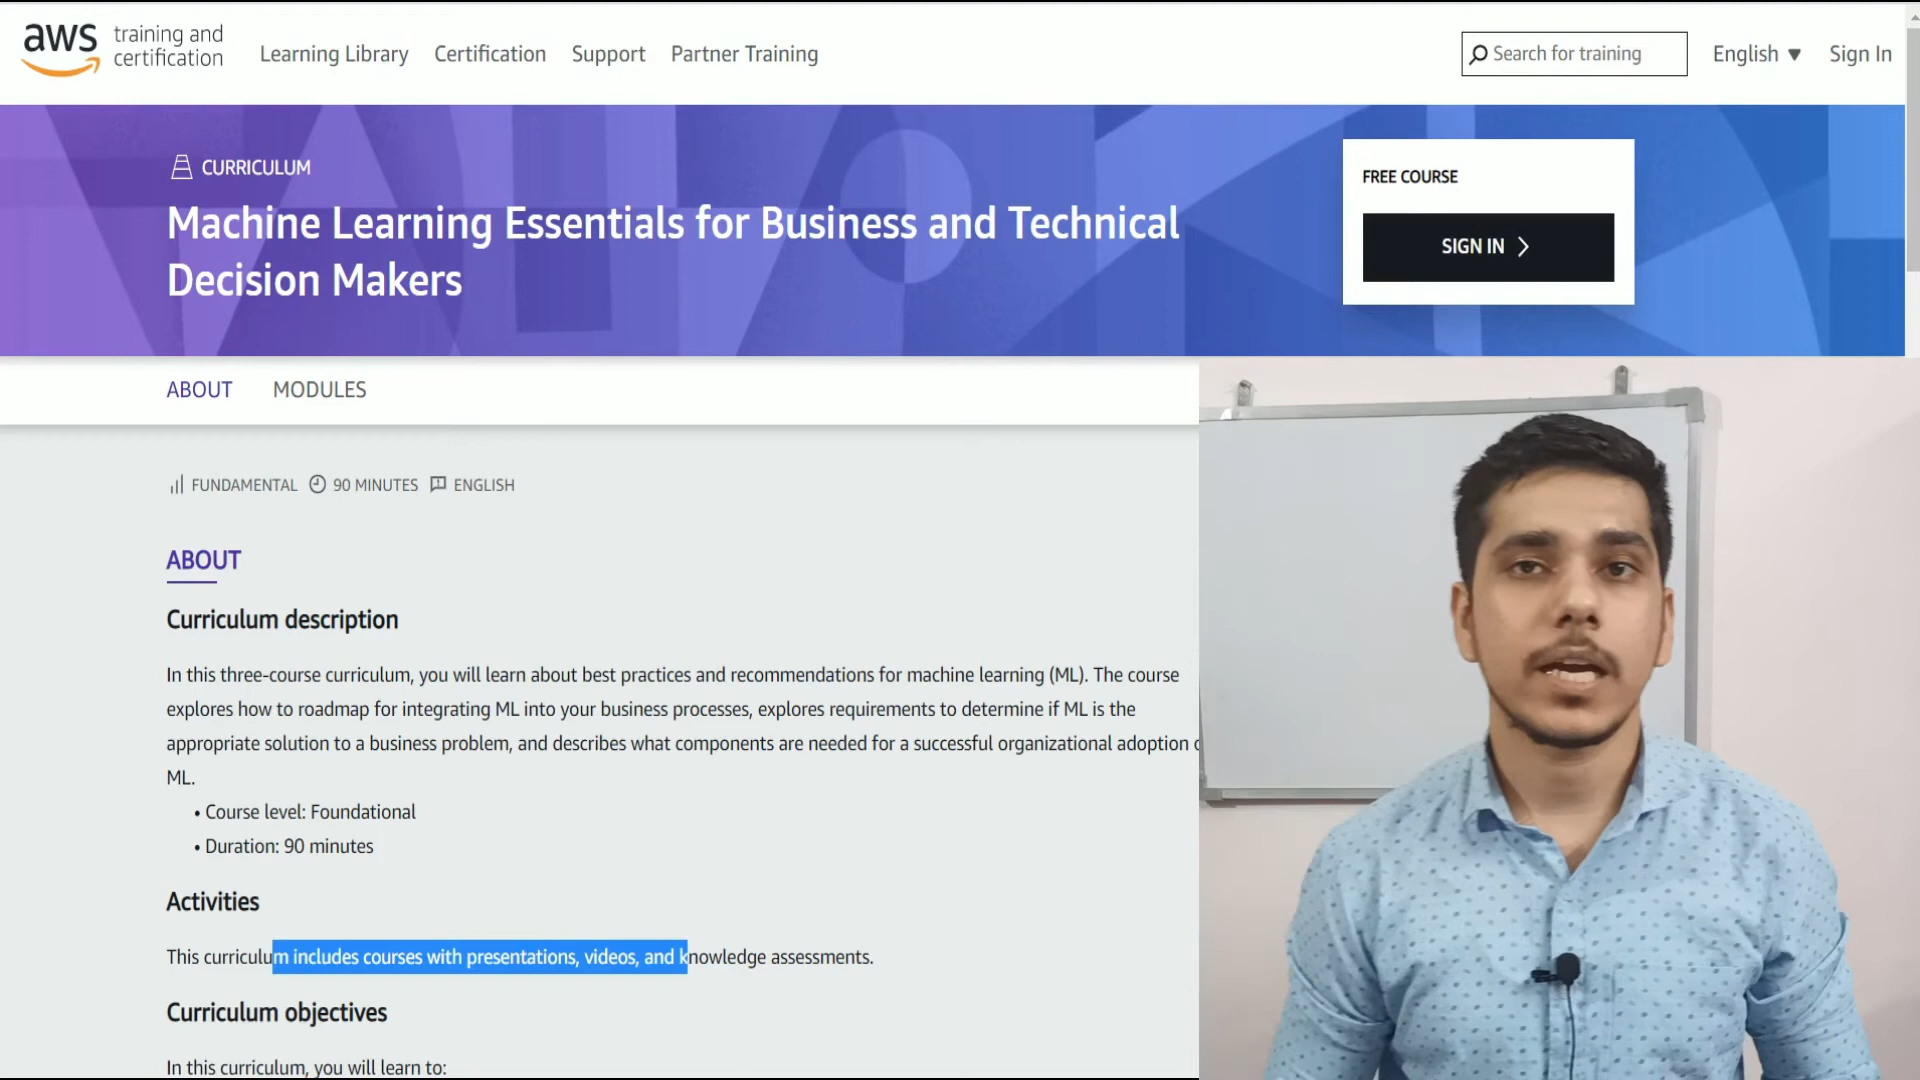 aws training and certification
Learning Library Certification Support Partner Training
Search for training
English
Sign In
CURRICULUM
Machine Learning Essentials for Business and Technical
Decision Makers
FREE COURSE
SIGN IN
ABOUT MODULES
FUNDAMENTAL 90 MINUTES ENGLISH
ABOUT
Curriculum description
In this three-course curriculum, you will learn about best practices and recommendations for machine learning (ML). The course
explores how to roadmap for integrating ML into your business processes, explores requirements to determine if ML is the
appropriate solution to a business problem, and describes what components are needed for a successful organizational adoption
ML.
• Course level: Foundational
• Duration: 90 minutes
Activities
This curriculum includes courses with presentations, videos, and knowledge assessments.
Curriculum objectives
In this curriculum, you will learn to: